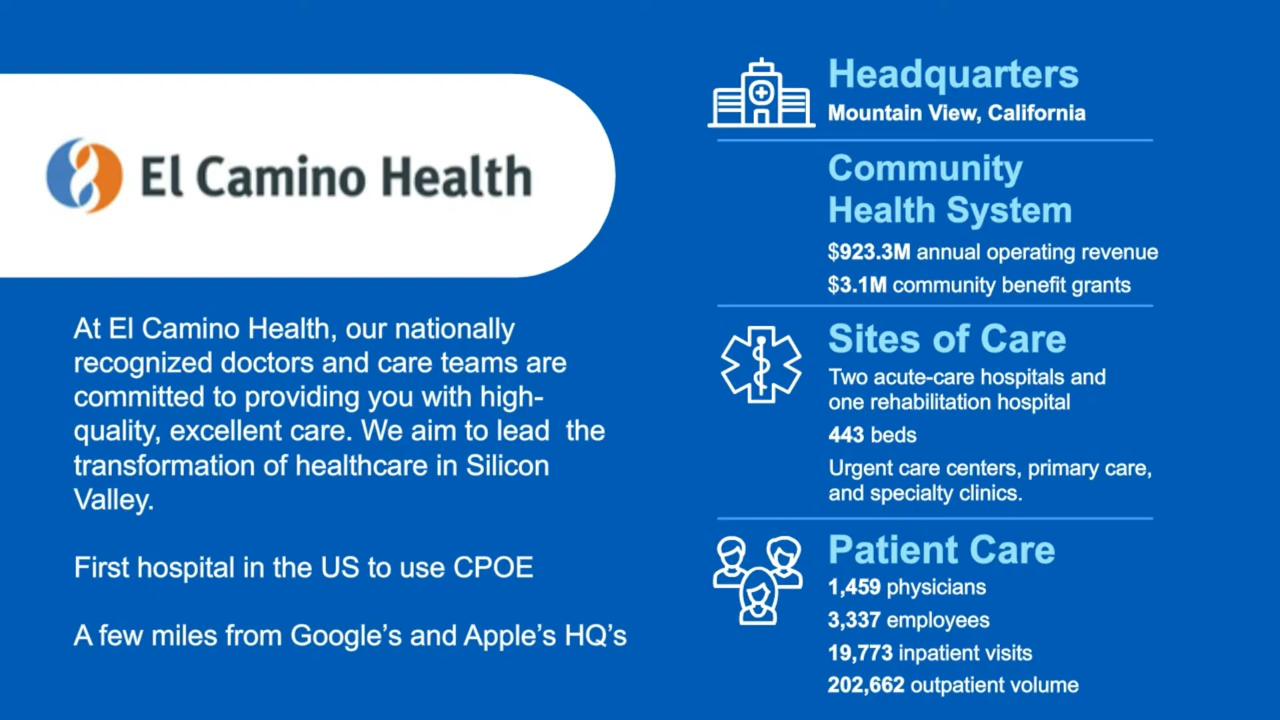 El Camino Health
At El Camino Health, our nationally
recognized doctors and care teams are
committed to providing you with high-
quality, excellent care. We aim to lead  the
transformation of healthcare in Silicon
Valley.
First hospital in the US to use CPOE
A few miles from Google’s and Apple’s HQ’s
Headquarters
Mountain View, California
Community
Health System
$923.3M annual operating revenue
$3.1M community benefit grants
Sites of Care
Two acute-care hospitals and
one rehabilitation hospital
443 beds
Urgent care centers, primary care,
and specialty clinics.
Patient Care
1,459 physicians
3,337 employees
19,773 inpatient visits
202,662 outpatient volume